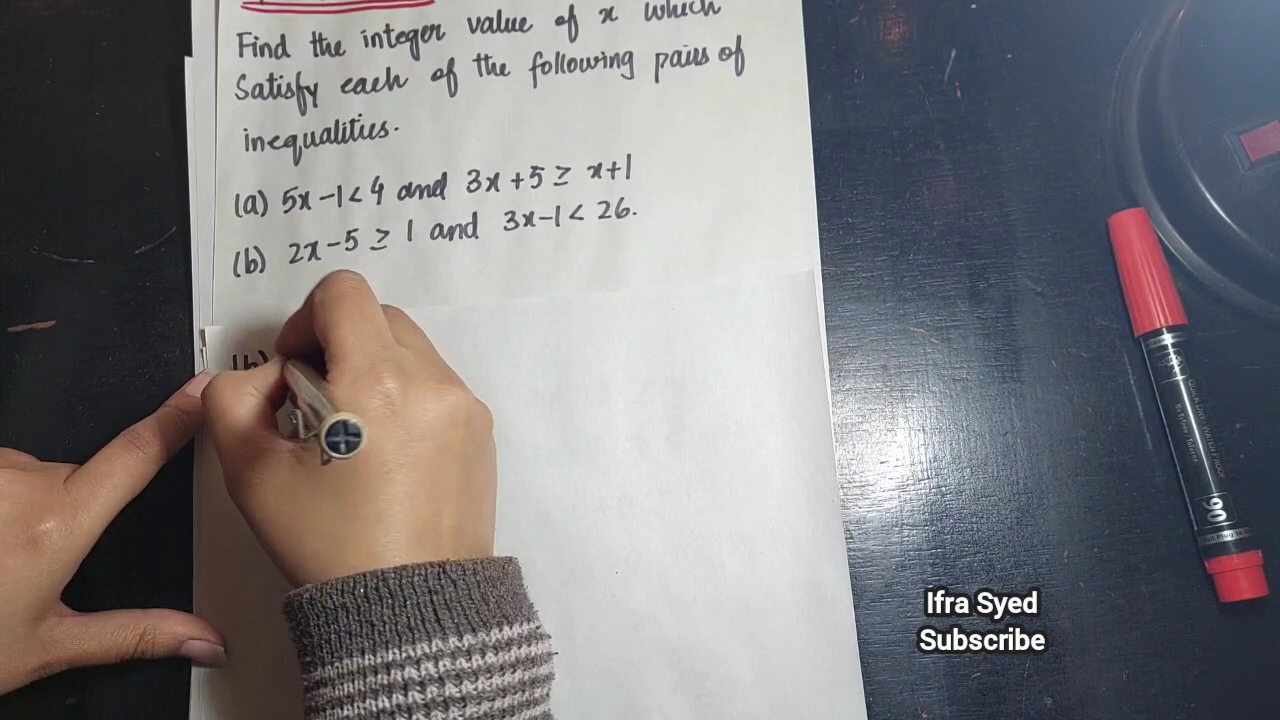 Find the integer value of x which
Satisfy each of the following pairs of
inequalities.
(a) 5x-1<4 and 3x+5≥ x+1
(b) 2x-5 ≥ 1 and 3x-1< 26.
(b)
90
Ifra Syed
Subscribe